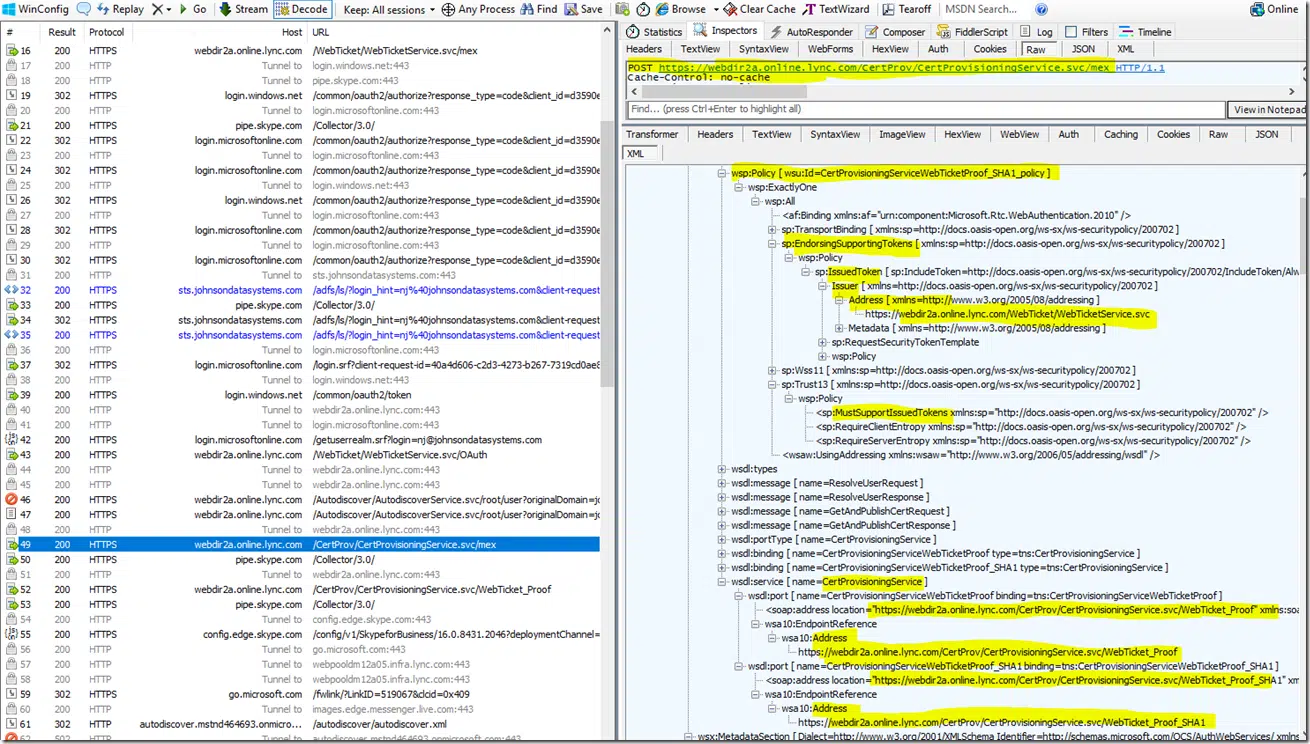 WinConfig Replay Go Stream Decode Keep: All sessions Any Process Find Save Browse Clear Cache TextWizard Tearoff MSDN Search... Online
# Result Protocol Host URL
16 200 HTTPS webdir2a.online.lync.com /WebTicket/WebTicketService.svc/mex
17 200 HTTP Tunnel to login.windows.net:443
18 200 HTTP Tunnel to pipe.skype.com:443
19 302 HTTPS login.windows.net /common/oauth2/authorize?response_type=code&client_id=d3590e
20 200 HTTP Tunnel to login.microsoftonline.com:443
21 200 HTTPS pipe.skype.com /Collector/3.0/
22 302 HTTPS login.microsoftonline.com /common/oauth2/authorize?response_type=code&client_id=d3590e
23 200 HTTP Tunnel to login.microsoftonline.com:443
24 302 HTTPS login.microsoftonline.com /common/oauth2/authorize?response_type=code&client_id=d3590e
25 200 HTTP Tunnel to login.windows.net:443
26 302 HTTPS login.windows.net /common/oauth2/authorize?response_type=code&client_id=d3590e
27 200 HTTP Tunnel to login.microsoftonline.com:443
28 302 HTTPS login.microsoftonline.com /common/oauth2/authorize?response_type=code&client_id=d3590e
29 200 HTTP Tunnel to login.microsoftonline.com:443
30 302 HTTPS login.microsoftonline.com /common/oauth2/authorize?response_type=code&client_id=d3590e
31 200 HTTP Tunnel to sts.johnsondatasystems.com:443
32 200 HTTPS sts.johnsondatasystems.com /adfs/ls/?login_hint=nj%40johnsondatasystems.com&client-request
33 200 HTTPS pipe.skype.com /Collector/3.0/
34 302 HTTPS sts.johnsondatasystems.com /adfs/ls/?login_hint=nj%40johnsondatasystems.com&client-request
35 200 HTTPS sts.johnsondatasystems.com /adfs/ls/?login_hint=nj%40johnsondatasystems.com&client-request
36 200 HTTP Tunnel to login.microsoftonline.com:443
37 302 HTTPS login.microsoftonline.com /login.srf?client-request-id=40a4d606-c2d3-4273-b267-7319cd0ae8
38 200 HTTP Tunnel to login.windows.net:443
39 200 HTTPS login.windows.net /common/oauth2/token
40 200 HTTP Tunnel to webdir2a.online.lync.com:443
41 200 HTTP Tunnel to login.microsoftonline.com:443
42 200 HTTPS login.microsoftonline.com /getuserrealm.srf?login=nj@johnsondatasystems.com
43 200 HTTPS webdir2a.online.lync.com /WebTicket/WebTicketService.svc/OAuth
44 200 HTTP Tunnel to webdir2a.online.lync.com:443
45 200 HTTP Tunnel to webdir2a.online.lync.com:443
46 200 HTTPS webdir2a.online.lync.com /Autodiscover/AutodiscoverService.svc/root/user?originalDomain=jo
47 200 HTTPS webdir2a.online.lync.com /Autodiscover/AutodiscoverService.svc/root/user?originalDomain=jo
48 200 HTTP Tunnel to webdir2a.online.lync.com:443
49 200 HTTPS webdir2a.online.lync.com /CertProv/CertProvisioningService.svc/mex
50 200 HTTPS pipe.skype.com /Collector/3.0/
51 200 HTTP Tunnel to webdir2a.online.lync.com:443
52 200 HTTPS webdir2a.online.lync.com /CertProv/CertProvisioningService.svc/WebTicket_Proof
53 200 HTTPS pipe.skype.com /Collector/3.0/
54 200 HTTP Tunnel to config.edge.skype.com:443
55 200 HTTPS config.edge.skype.com /config/v1/SkypeforBusiness/16.0.8431.2046?deploymentChannel=
56 200 HTTP Tunnel to go.microsoft.com:443
57 200 HTTP Tunnel to webpooldm12a05.infra.lync.com:443
58 200 HTTP Tunnel to webpooldm12a05.infra.lync.com:443
59 302 HTTPS go.microsoft.com /fwlink/?LinkID=519067&clcid=0x409
60 200 HTTP Tunnel to images.edge.messenger.live.com:443
61 302 HTTP autodiscover.mstnd464693.onmicro... /autodiscover/autodiscover.xml
62 502 HTTP Tunnel to autodiscover.mstnd464693.onmicrosoft.com:443
Statistics Inspectors AutoResponder Composer FiddlerScript Log Filters Timeline
Headers TextView SyntaxView WebForms HexView Auth Cookies Raw JSON XML
POST https://webdir2a.online.lync.com/CertProv/CertProvisioningService.svc/mex HTTP/1.1
Cache-Control: no-cache
Find... (press Ctrl+Enter to highlight all) View in Notepad
Transformer Headers TextView SyntaxView ImageView HexView WebView Auth Caching Cookies Raw JSON
XML
wsp:Policy [ wsu:Id=CertProvisioningServiceWebTicketProof_SHA1_policy ]
wsp:ExactlyOne
wsp:All
<af:Binding xmlns:af="urn:component:Microsoft.Rtc.WebAuthentication.2010" />
sp:TransportBinding [ xmlns:sp=http://docs.oasis-open.org/ws-sx/ws-securitypolicy/200702 ]
sp:EndorsingSupportingTokens [ xmlns:sp=http://docs.oasis-open.org/ws-sx/ws-securitypolicy/200702 ]
wsp:Policy
sp:IssuedToken [ sp:IncludeToken=http://docs.oasis-open.org/ws-sx/ws-securitypolicy/200702/IncludeToken/Alw
Issuer [ xmlns=http://docs.oasis-open.org/ws-sx/ws-securitypolicy/200702 ]
Address [ xmlns=http://www.w3.org/2005/08/addressing ]
https://webdir2a.online.lync.com/WebTicket/WebTicketService.svc
Metadata [ xmlns=http://www.w3.org/2005/08/addressing ]
sp:RequestSecurityTokenTemplate
wsp:Policy
sp:Wss11 [ xmlns:sp=http://docs.oasis-open.org/ws-sx/ws-securitypolicy/200702 ]
sp:Trust13 [ xmlns:sp=http://docs.oasis-open.org/ws-sx/ws-securitypolicy/200702 ]
wsp:Policy
<sp:MustSupportIssuedTokens xmlns:sp="http://docs.oasis-open.org/ws-sx/ws-securitypolicy/200702" />
<sp:RequireClientEntropy xmlns:sp="http://docs.oasis-open.org/ws-sx/ws-securitypolicy/200702" />
<sp:RequireServerEntropy xmlns:sp="http://docs.oasis-open.org/ws-sx/ws-securitypolicy/200702" />
<wsaw:UsingAddressing xmlns:wsaw="http://www.w3.org/2006/05/addressing/wsdl" />
wsdl:types
wsdl:message [ name=ResolveUserRequest ]
wsdl:message [ name=ResolveUserResponse ]
wsdl:message [ name=GetAndPublishCertRequest ]
wsdl:message [ name=GetAndPublishCertResponse ]
wsdl:portType [ name=CertProvisioningService ]
wsdl:binding [ name=CertProvisioningServiceWebTicketProof type=tns:CertProvisioningService ]
wsdl:binding [ name=CertProvisioningServiceWebTicketProof_SHA1 type=tns:CertProvisioningService ]
wsdl:service [ name=CertProvisioningService ]
wsdl:port [ name=CertProvisioningServiceWebTicketProof binding=tns:CertProvisioningServiceWebTicketProof ]
<soap:address location="https://webdir2a.online.lync.com/CertProv/CertProvisioningService.svc/WebTicket_Proof" xmlns:soa
wsa10:EndpointReference
wsa10:Address
https://webdir2a.online.lync.com/CertProv/CertProvisioningService.svc/WebTicket_Proof
wsdl:port [ name=CertProvisioningServiceWebTicketProof_SHA1 binding=tns:CertProvisioningServiceWebTicketProof_SHA1 ]
<soap:address location="https://webdir2a.online.lync.com/CertProv/CertProvisioningService.svc/WebTicket_Proof_SHA1" xm
wsa10:EndpointReference
wsa10:Address
https://webdir2a.online.lync.com/CertProv/CertProvisioningService.svc/WebTicket_Proof_SHA1
wsx:MetadataSection [ Dialect=http://www.w3.org/2001/XMLSchema Identifier=http://schemas.microsoft.com/OCS/AuthWebServices/ xmlns